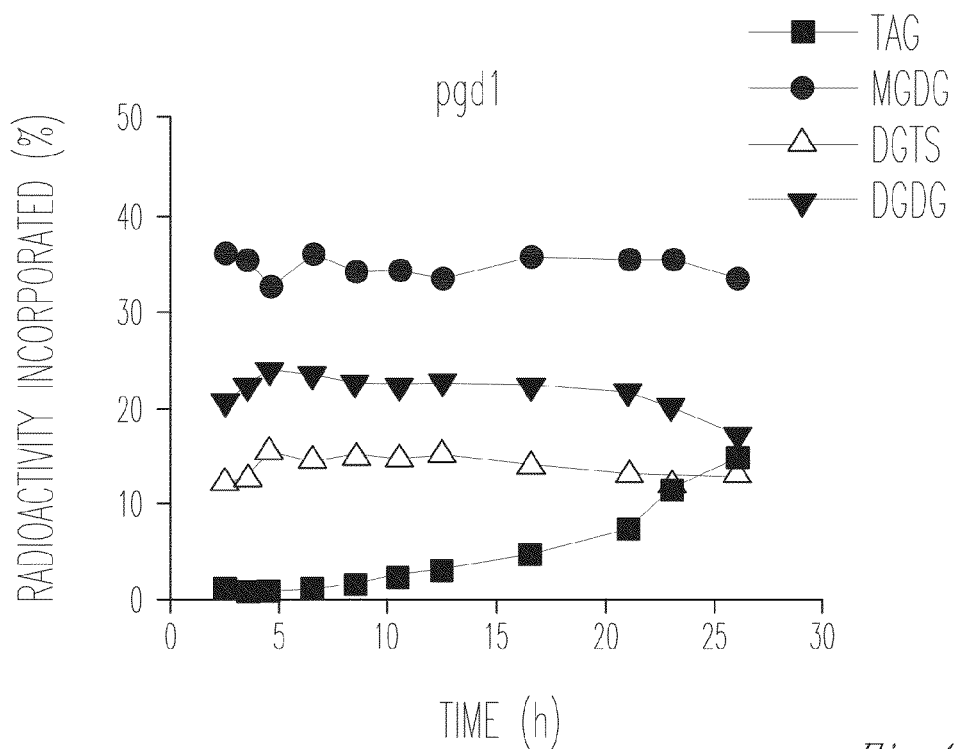 TAG
MGDG
DGTS
DGDG
pgd1
RADIOACTIVITY INCORPORATED (%)
50
40
30
20
10
0
0 5 10 15 20 25 30
TIME (h)